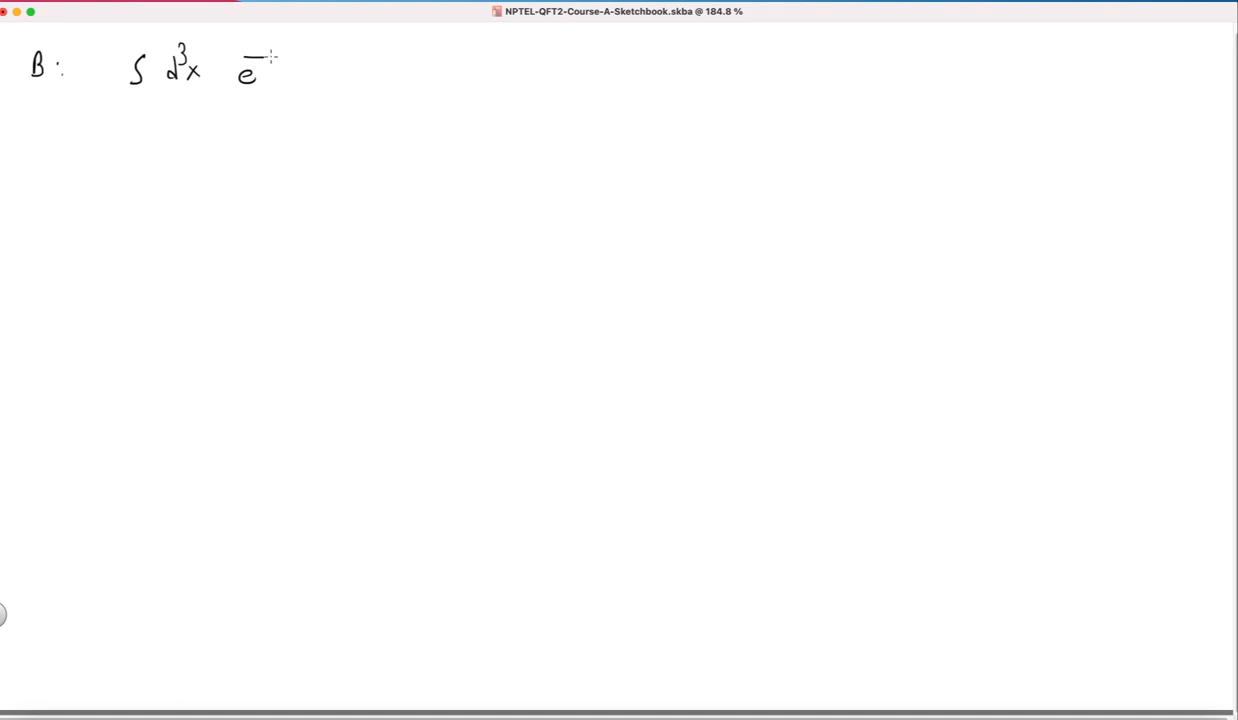 NPTEL-QFT2-Course-A-Sketchbook.skba @ 184.8 %
B: ∫ d³x e⁻